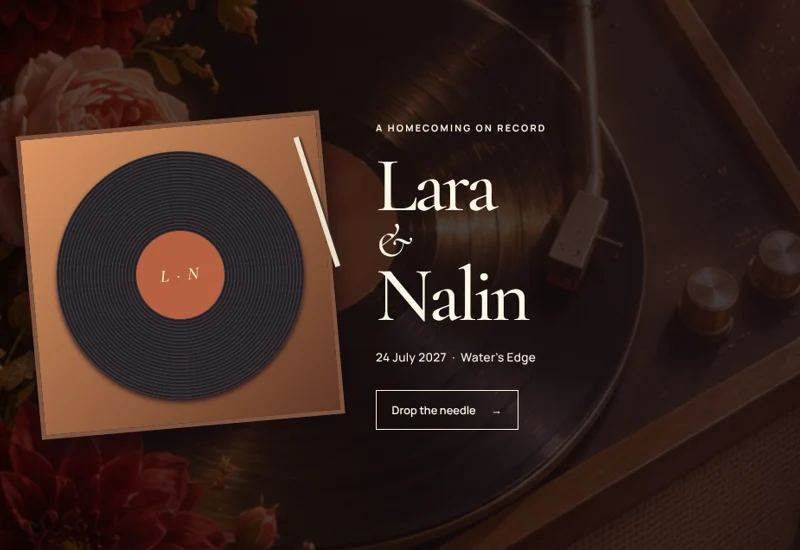 A HOMECOMING ON RECORD
L · N
Lara
&
Nalin
24 July 2027 · Water's Edge
Drop the needle →